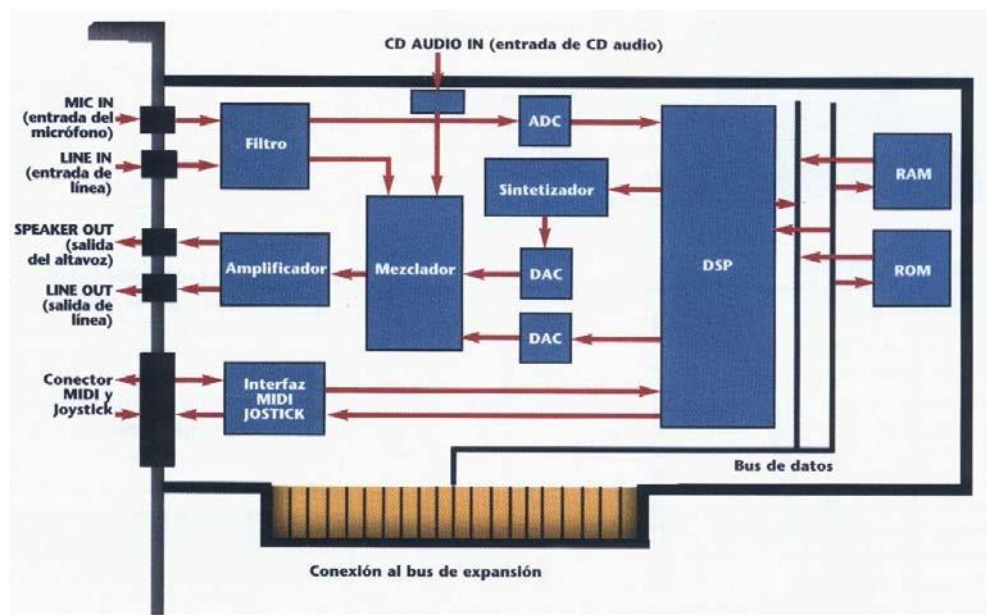 CD AUDIO IN (entrada de CD audio)
MIC IN
(entrada del
micrófono)
LINE IN
(entrada de
línea)
SPEAKER OUT
(salida
del altavoz)
LINE OUT
(salida de
línea)
Conector
MIDI y
Joystick
Filtro
ADC
Sintetizador
Amplificador
Mezclador
DAC
DAC
Interfaz
MIDI
JOSTICK
DSP
RAM
ROM
Bus de datos
Conexión al bus de expansión